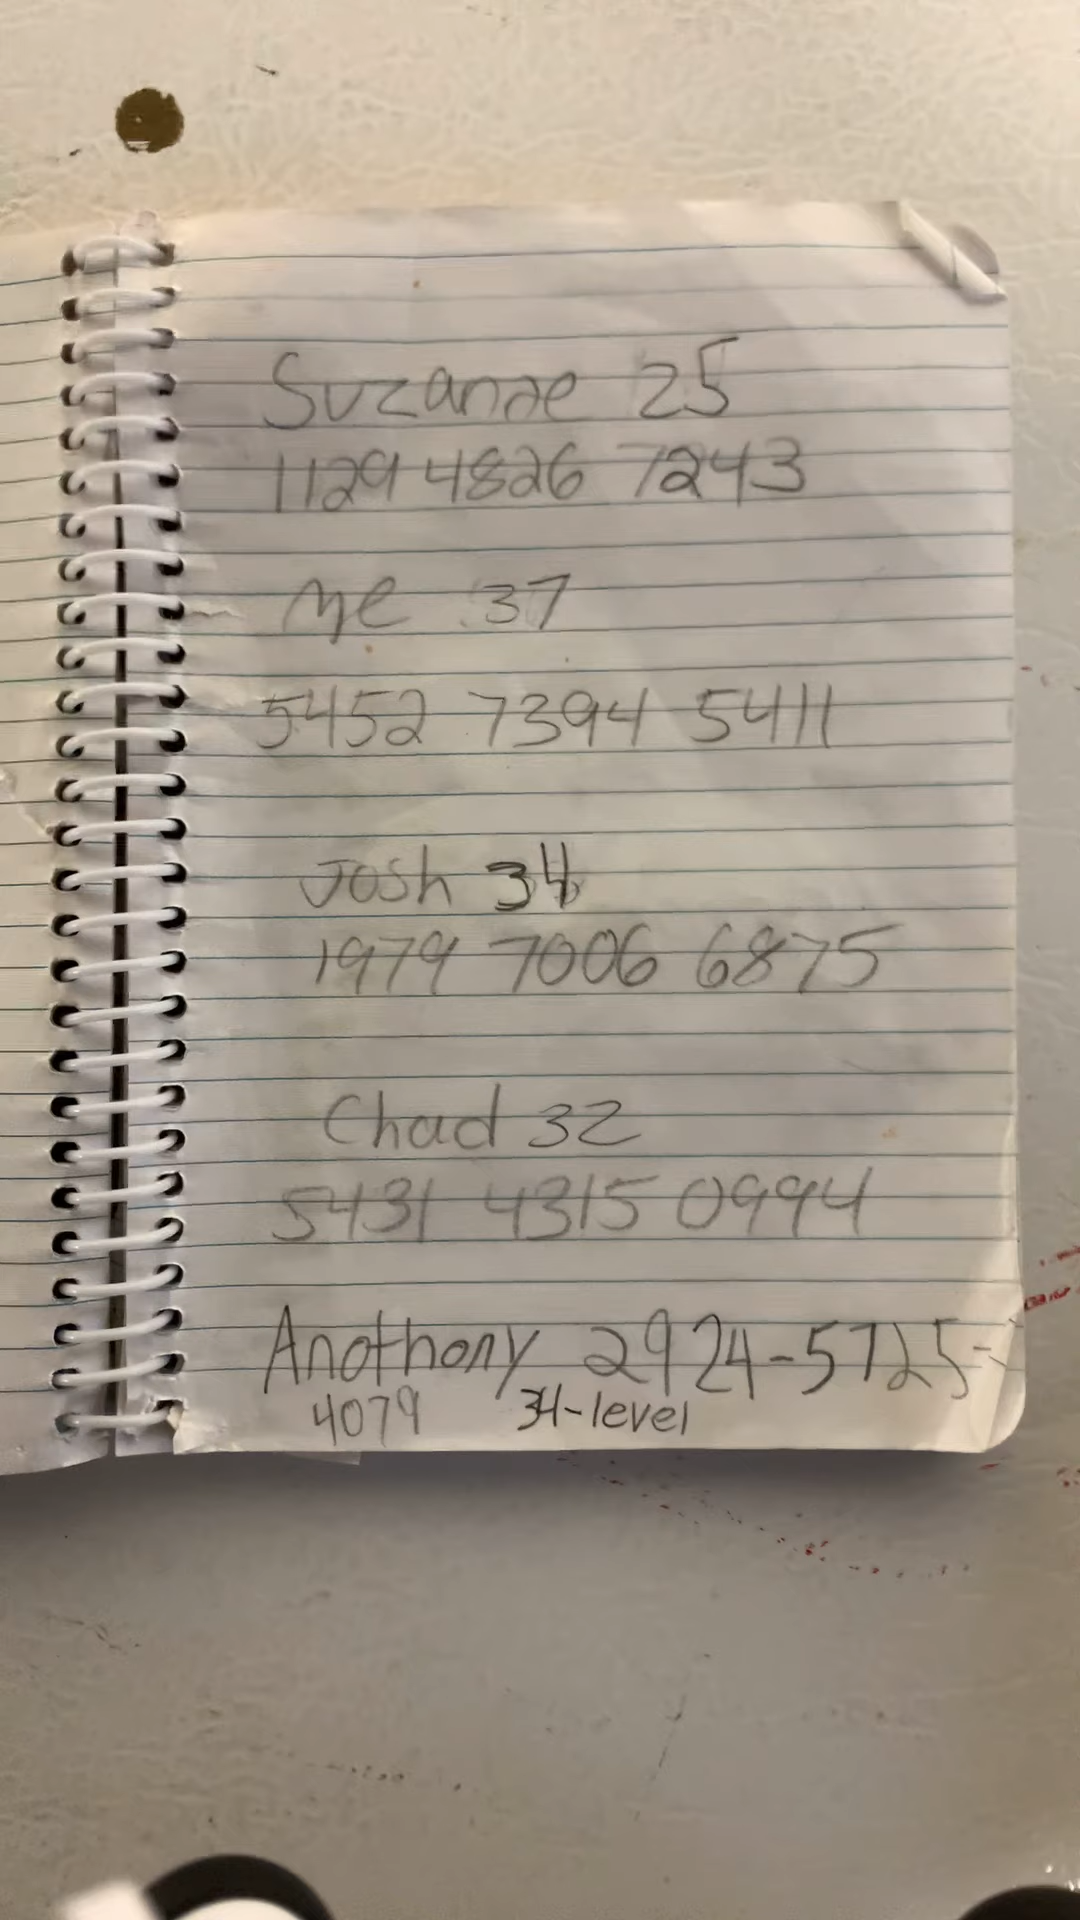 Suzanne 25
1129 4826 7243
Me 37
5452 7394 5411
Josh 34
1979 7006 6875
Chad 32
5431 4315 0994
Anothony 2924-5725-
4079 34-level